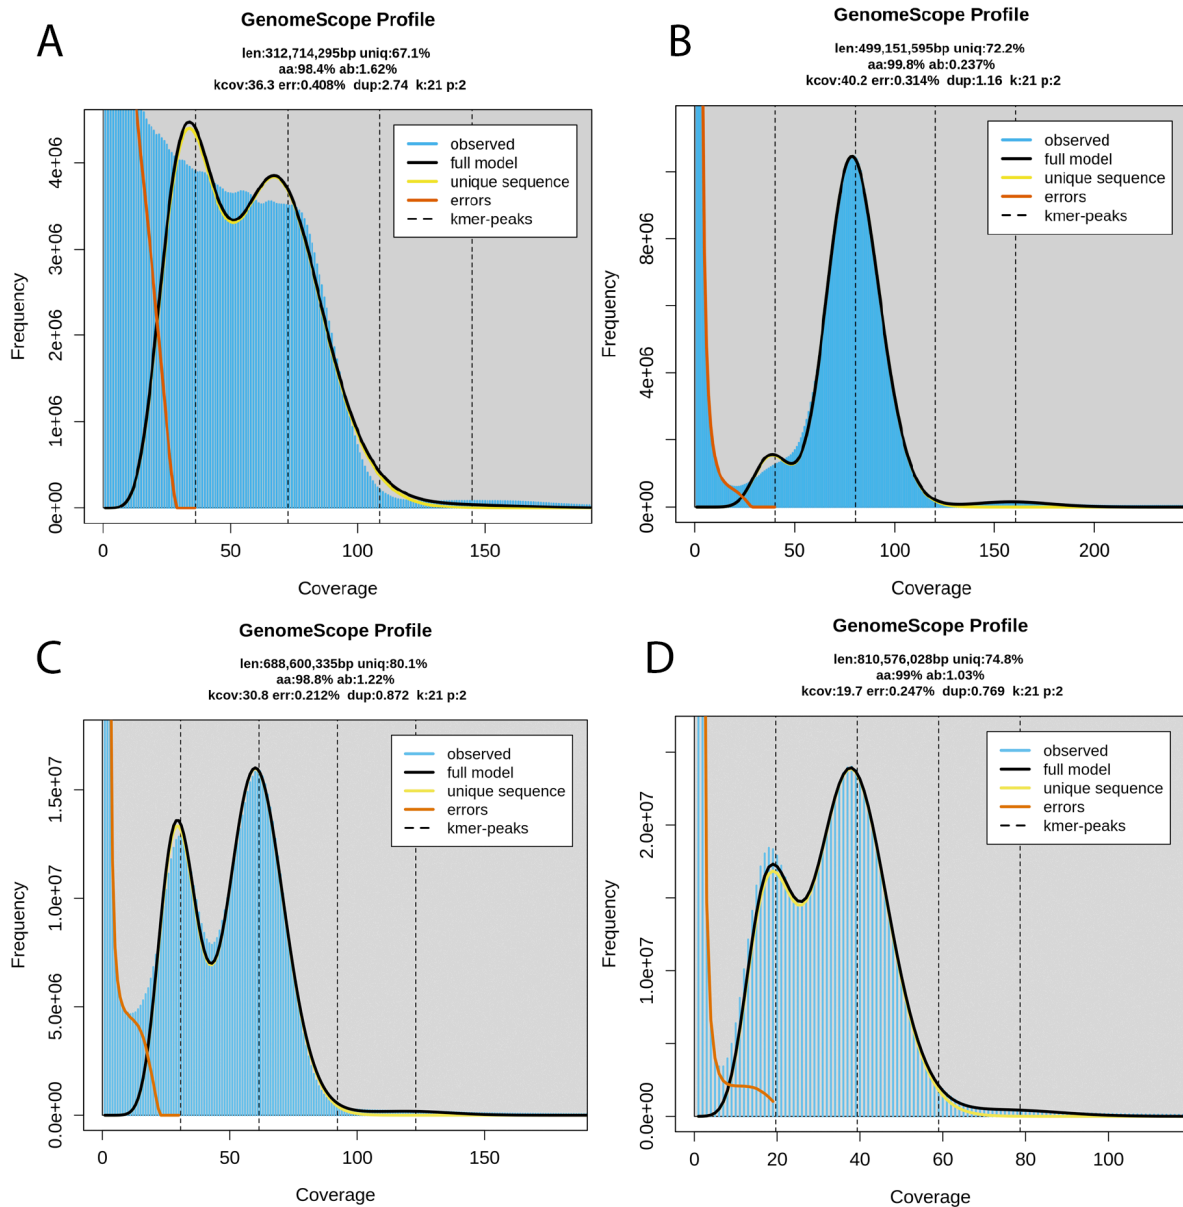 A
GenomeScope Profile
len:312,714,295bp uniq:67.1%
aa:98.4% ab:1.62%
kcov:36.3 err:0.408% dup:2.74 k:21 p:2
observed
full model
unique sequence
errors
kmer-peaks
Frequency
0e+00
1e+06
2e+06
3e+06
4e+06
0
50
100
150
Coverage
B
GenomeScope Profile
len:499,151,595bp uniq:72.2%
aa:99.8% ab:0.237%
kcov:40.2 err:0.314% dup:1.16 k:21 p:2
observed
full model
unique sequence
errors
kmer-peaks
Frequency
0e+00
4e+06
8e+06
0
50
100
150
200
Coverage
C
GenomeScope Profile
len:688,600,335bp uniq:80.1%
aa:98.8% ab:1.22%
kcov:30.8 err:0.212% dup:0.872 k:21 p:2
observed
full model
unique sequence
errors
kmer-peaks
Frequency
0.0e+00
5.0e+06
1.0e+07
1.5e+07
0
50
100
150
Coverage
D
GenomeScope Profile
len:810,576,028bp uniq:74.8%
aa:99% ab:1.03%
kcov:19.7 err:0.247% dup:0.769 k:21 p:2
observed
full model
unique sequence
errors
kmer-peaks
Frequency
0.0e+00
1.0e+07
2.0e+07
0
20
40
60
80
100
Coverage